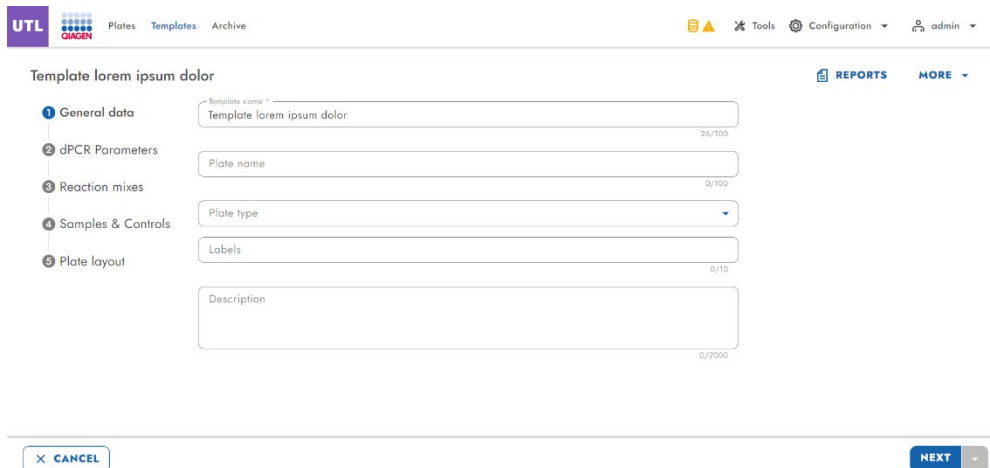 UTL QIAGEN Plates Templates Archive Tools Configuration admin
Template lorem ipsum dolor REPORTS MORE
1 General data
Template name *
Template lorem ipsum dolor
26/100
2 dPCR Parameters
Plate name
0/100
3 Reaction mixes
Plate type
4 Samples & Controls
Labels
0/10
5 Plate layout
Description
0/2000
X CANCEL NEXT